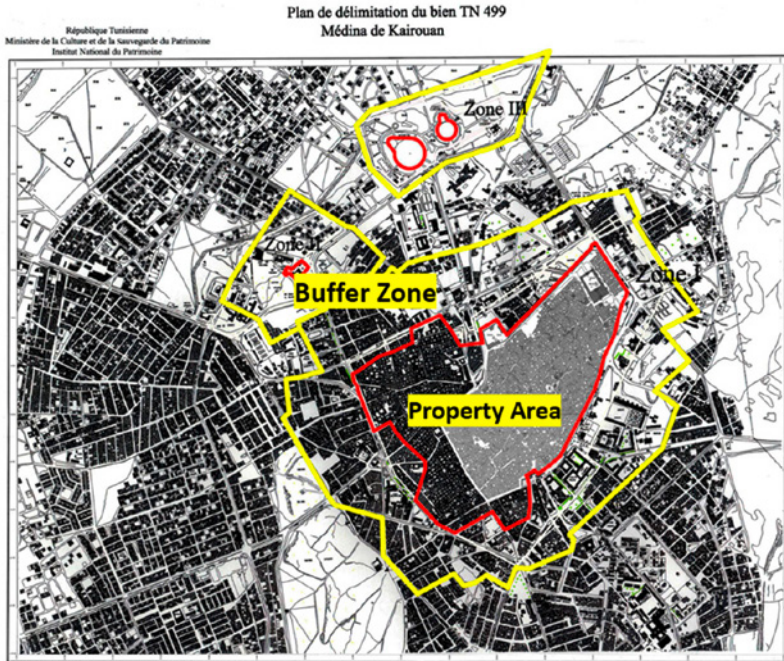 Plan de délimitation du bien TN 499
Médina de Kairouan
République Tunisienne
Ministère de la Culture et de la Sauvegarde du Patrimoine
Institut National du Patrimoine
Zone III
Zone II
Buffer Zone
Zone I
Property Area